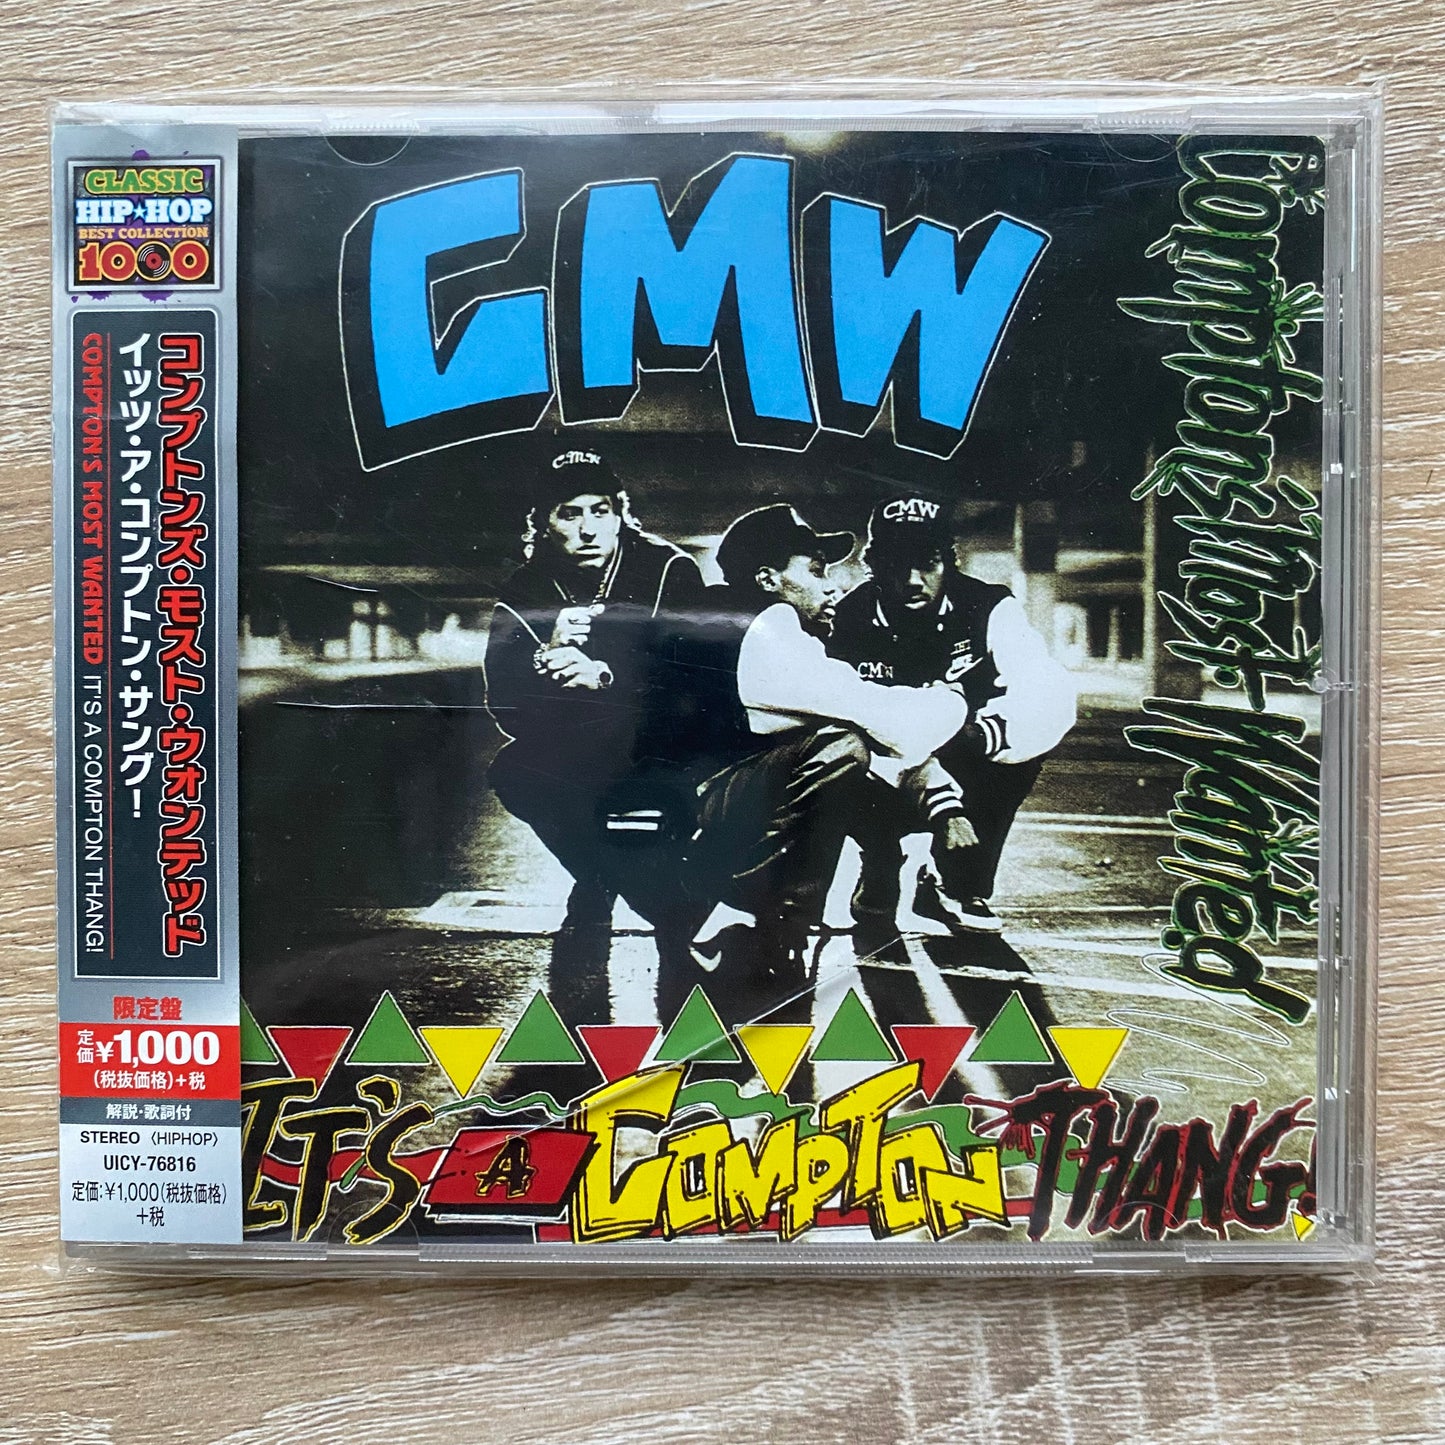 CLASSIC
HIP★HOP
BEST COLLECTION
1000
コンプトンズ・モスト・ウォンテッド
イッツ・ア・コンプトン・サング!
COMPTON'S MOST WANTED IT'S A COMPTON THANG!
限定盤
定価¥1,000
(税抜価格)+税
解説・歌詞付
STEREO 〈HIPHOP〉
UICY-76816
定価:¥1,000(税抜価格)
+税
CMW
Compton's Most Wanted
C.M.W
CMW
CMW
IT'S A COMPTON THANG!